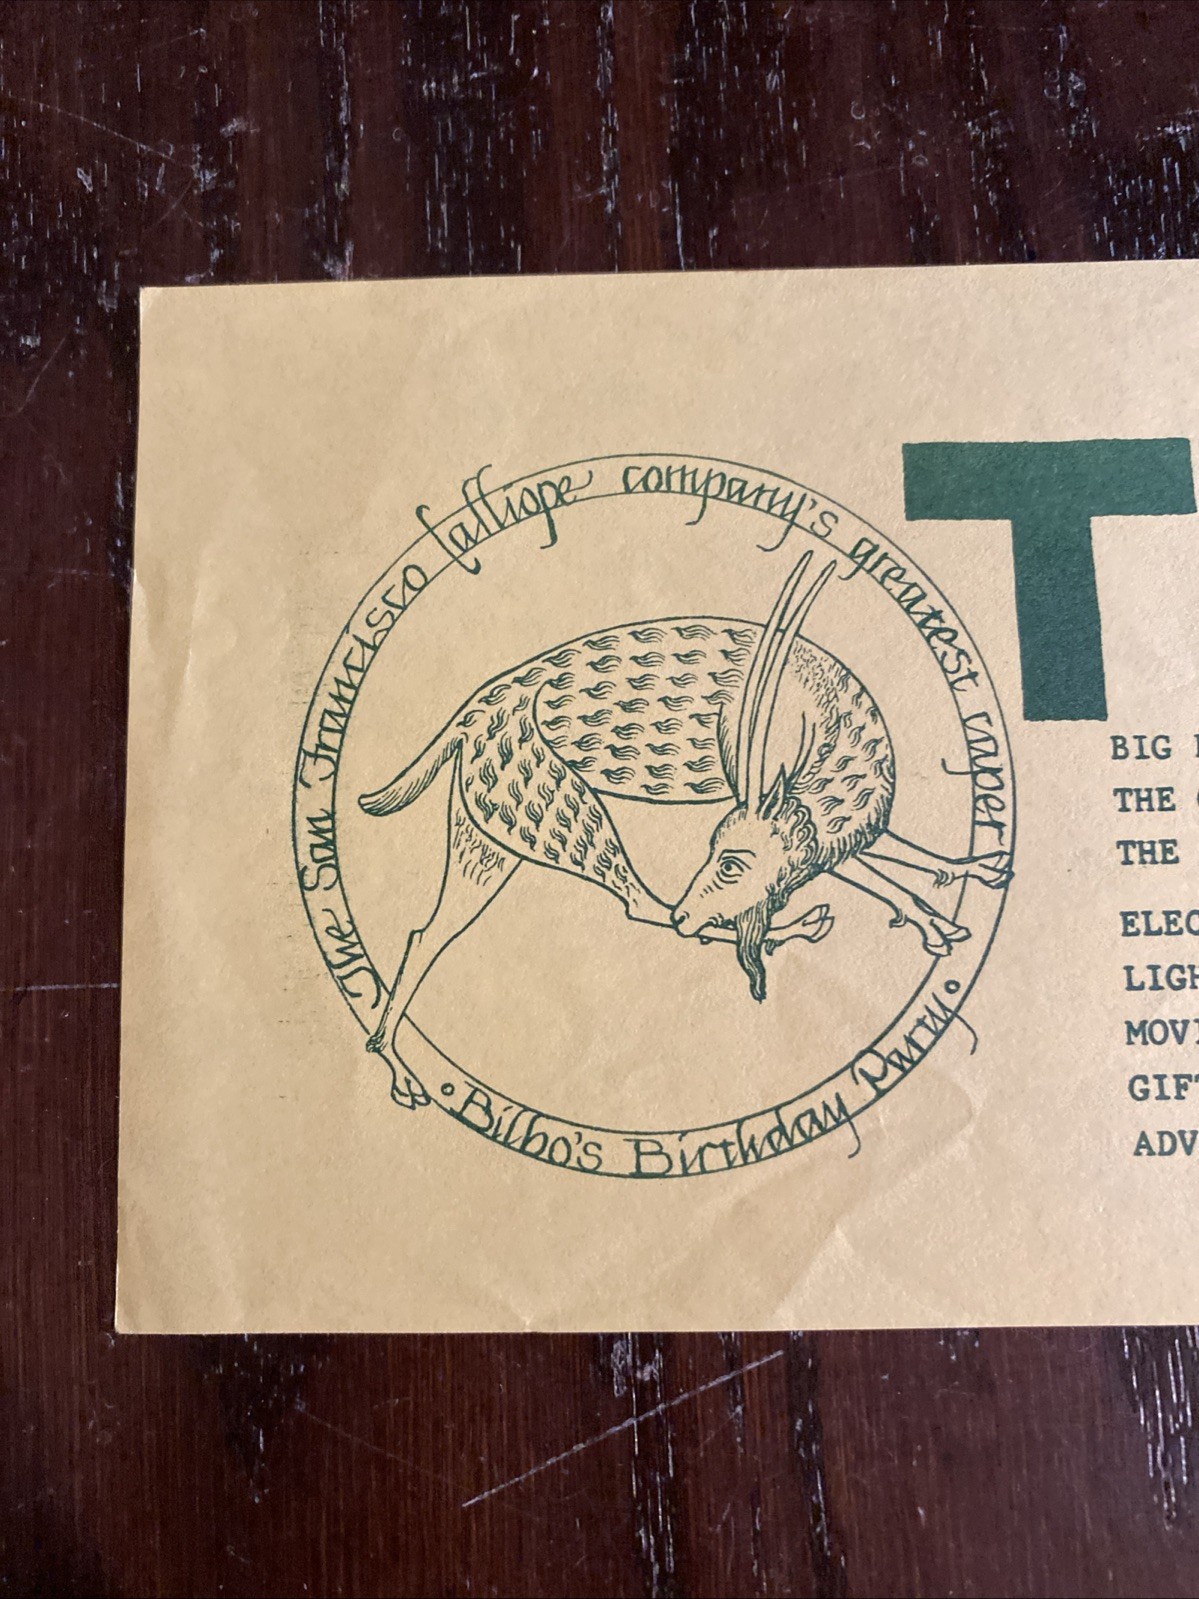 The San Francisco Calliope company's greatest caper
Bilbo's Birthday Party
T
BIG
THE
THE
ELEC
LIGH
MOVI
GIFT
ADV